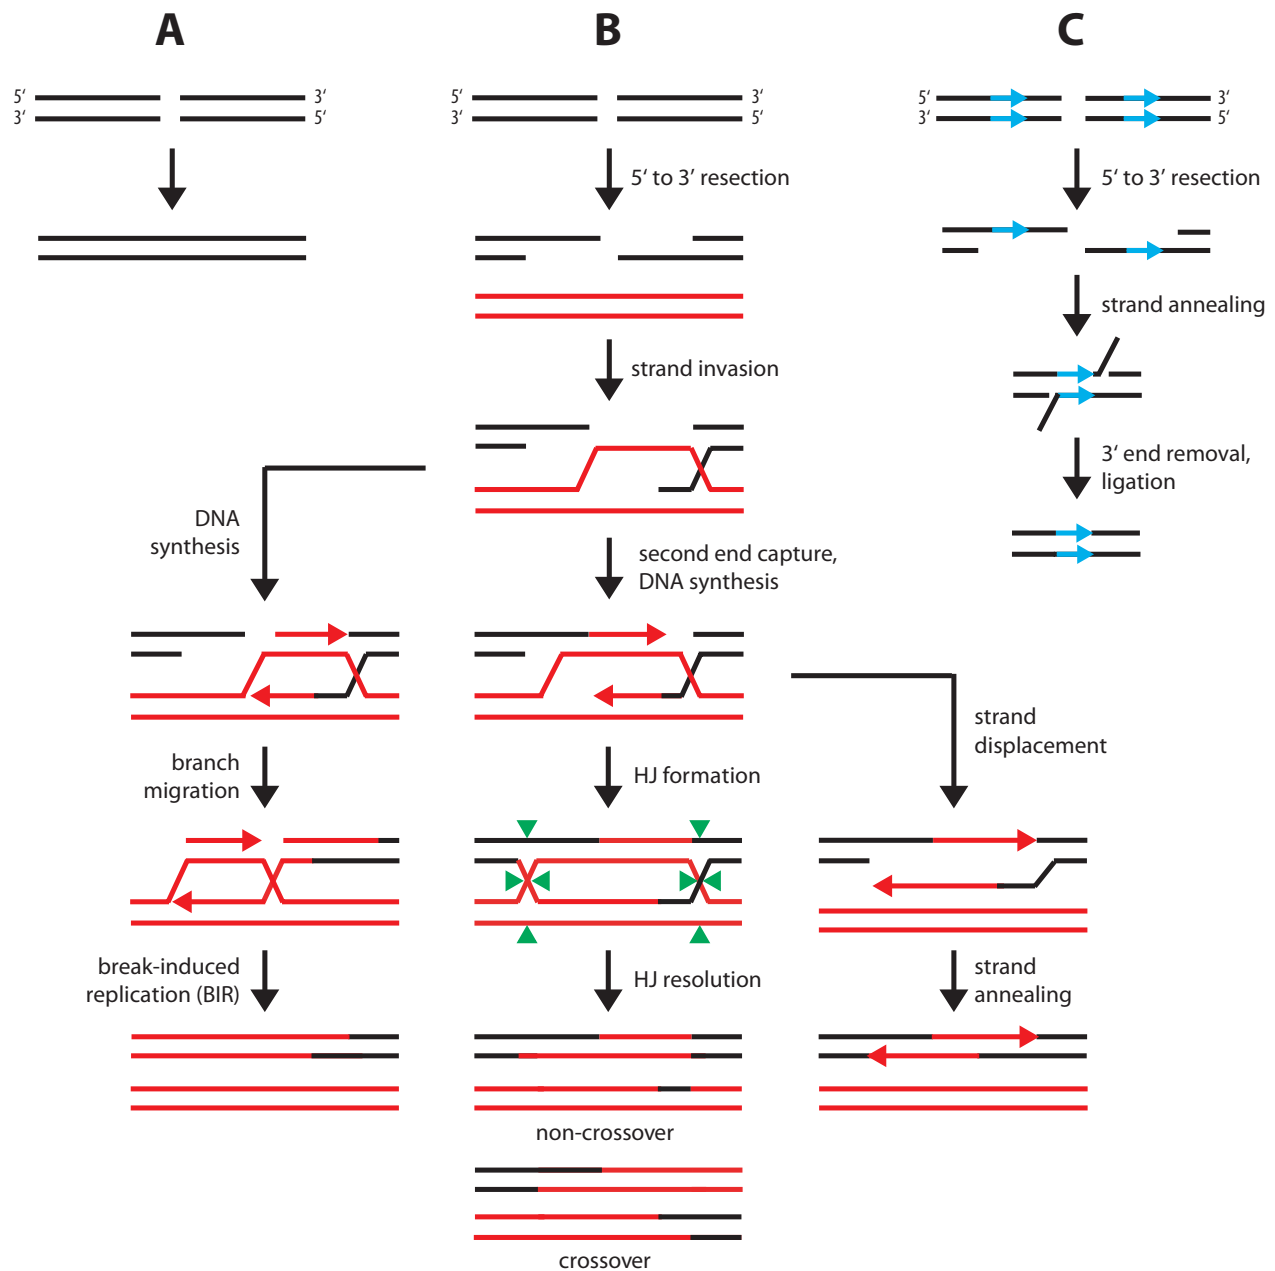 A
B
C
5‘
3’
3‘
5‘
5‘
3’
3‘
5‘
5‘
3’
3‘
5‘
5‘ to 3’ resection
5‘ to 3’ resection
strand annealing
strand invasion
3‘ end removal,
ligation
DNA
synthesis
second end capture,
DNA synthesis
strand
displacement
branch
migration
HJ formation
break-induced
replication (BIR)
HJ resolution
strand
annealing
non-crossover
crossover